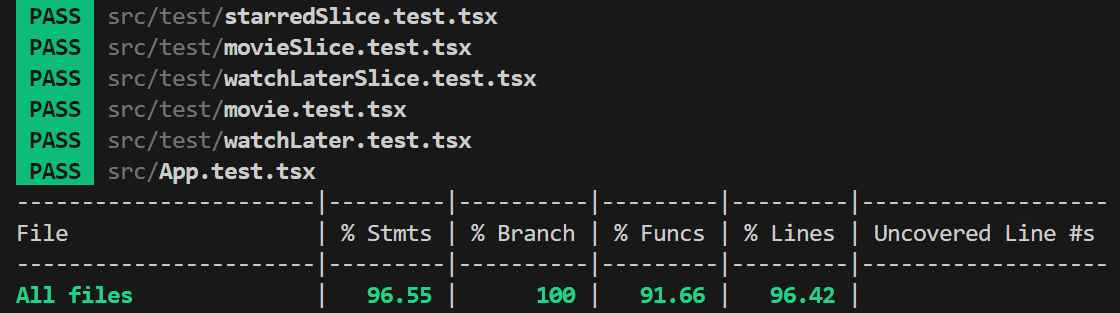 PASS src/test/starredSlice.test.tsx
PASS src/test/movieSlice.test.tsx
PASS src/test/watchLaterSlice.test.tsx
PASS src/test/movie.test.tsx
PASS src/test/watchLater.test.tsx
PASS src/App.test.tsx
-----------------------|---------|----------|---------|---------|-------------------
File                   | % Stmts | % Branch | % Funcs | % Lines | Uncovered Line #s
-----------------------|---------|----------|---------|---------|-------------------
All files              |   96.55 |      100 |   91.66 |   96.42 |